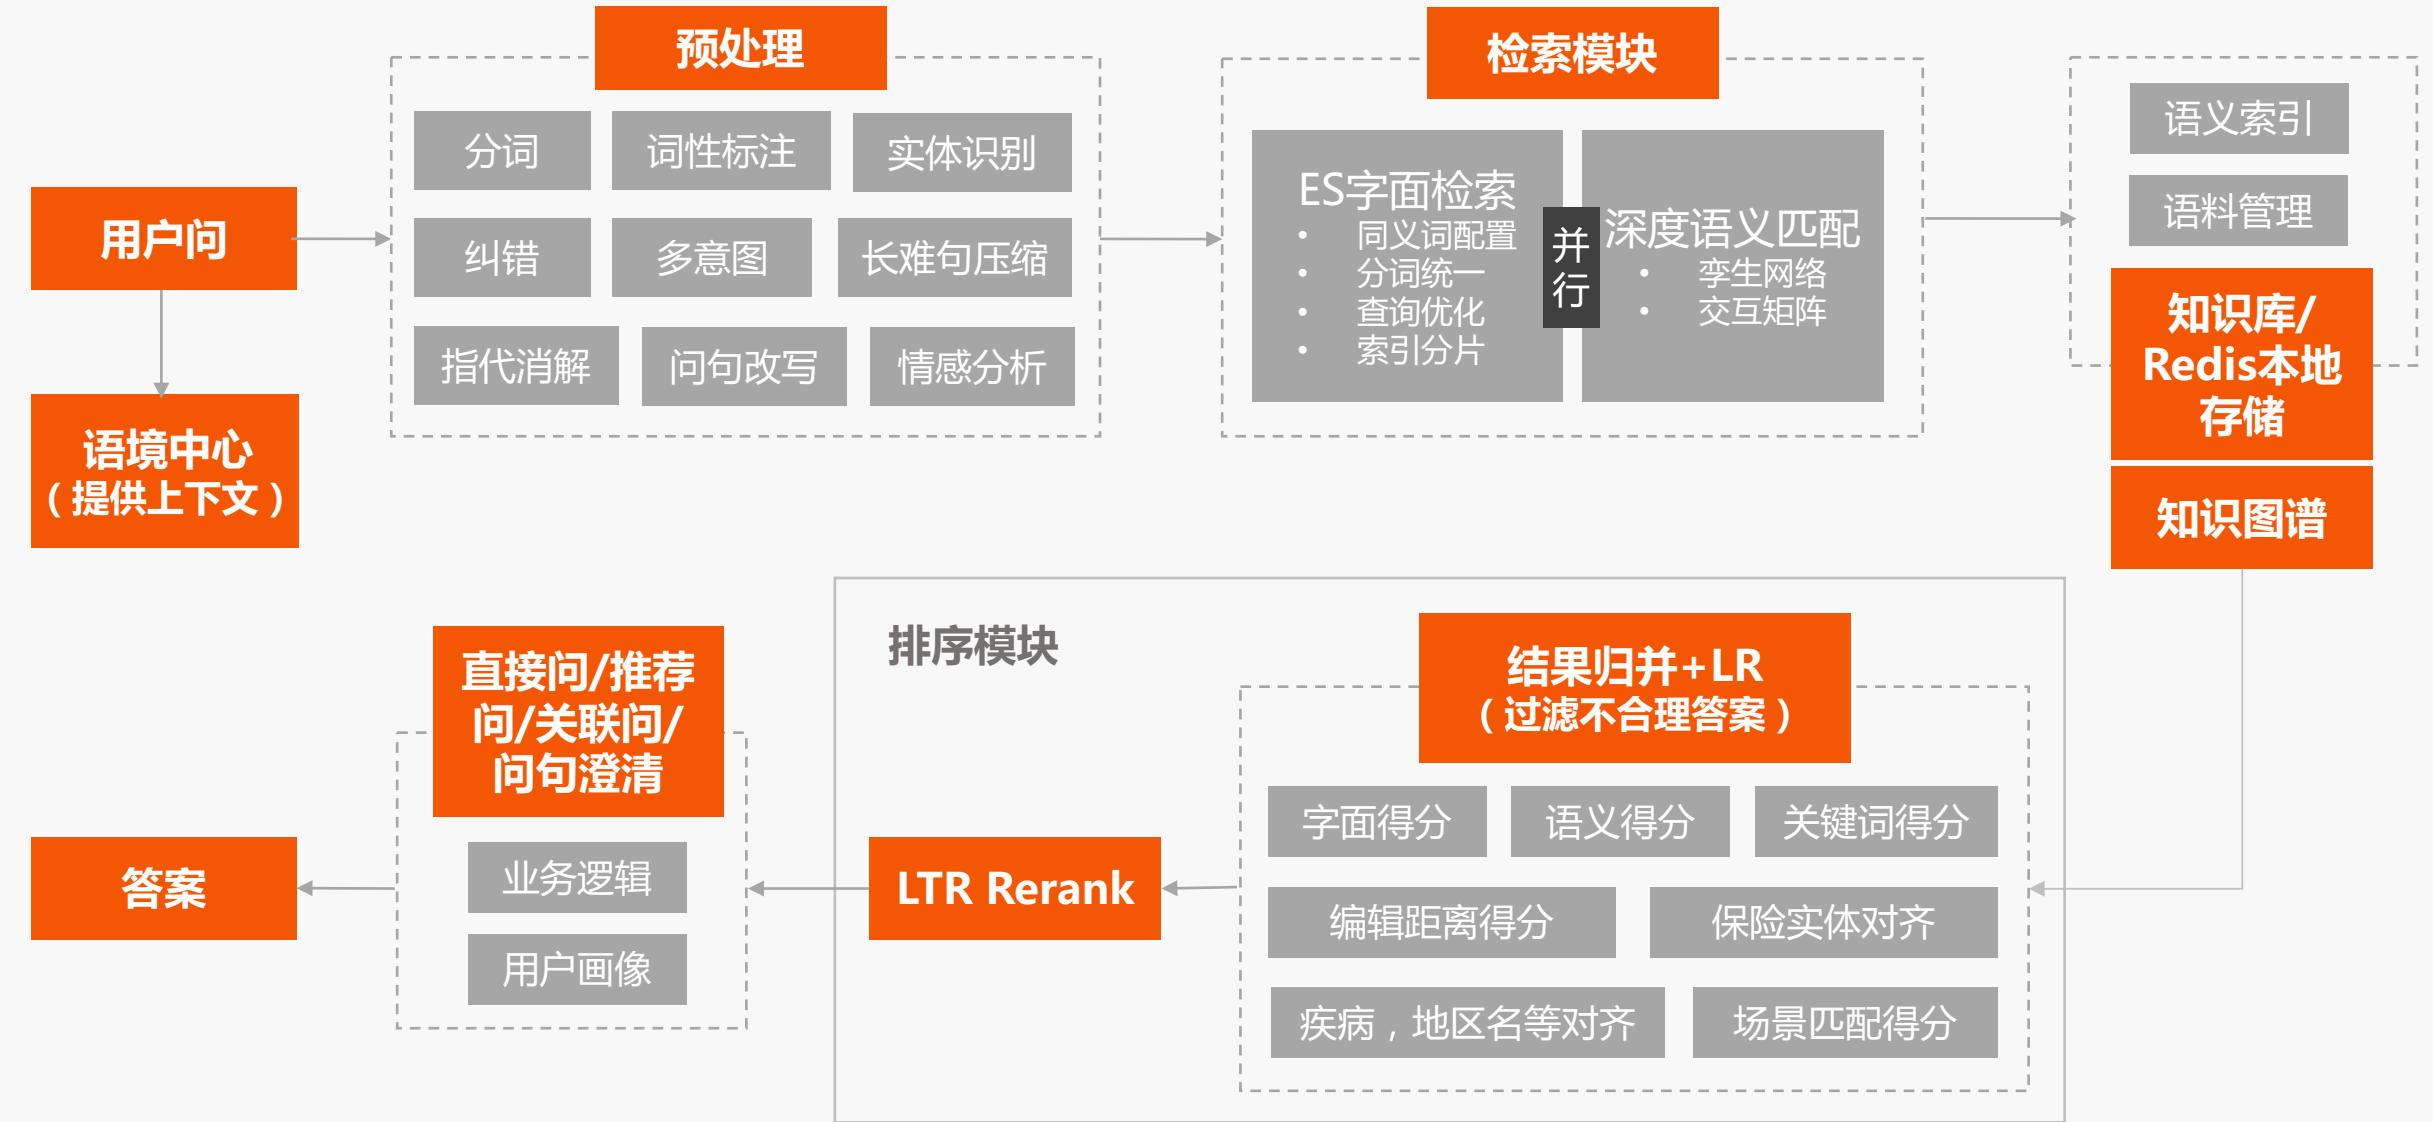 预处理
分词
词性标注
实体识别
纠错
多意图
长难句压缩
指代消解
问句改写
情感分析
用户问
语境中心
（提供上下文）
检索模块
ES字面检索
• 同义词配置
• 分词统一
• 查询优化
• 索引分片
并
行
深度语义匹配
• 孪生网络
• 交互矩阵
语义索引
语料管理
知识库/
Redis本地
存储
知识图谱
排序模块
结果归并+LR
（过滤不合理答案）
字面得分
语义得分
关键词得分
编辑距离得分
保险实体对齐
疾病，地区名等对齐
场景匹配得分
LTR Rerank
直接问/推荐
问/关联问/
问句澄清
业务逻辑
用户画像
答案